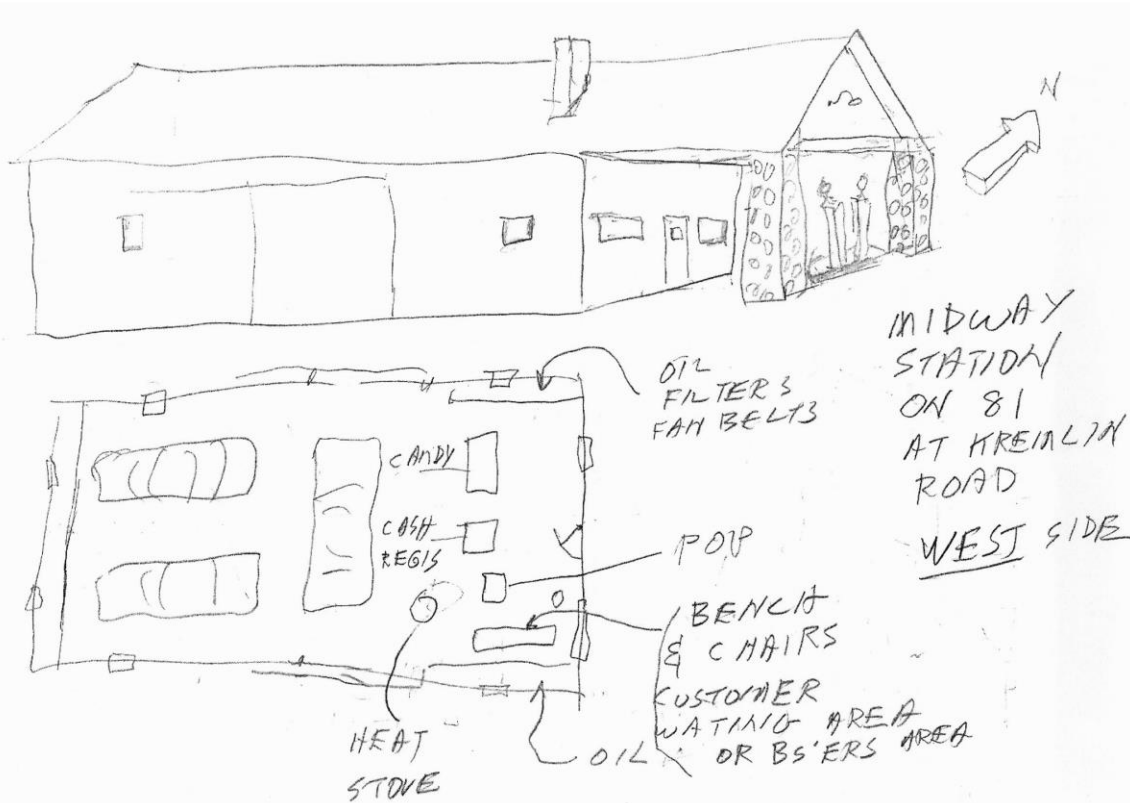 N
MIDWAY
STATION
ON 81
AT KREMLIN
ROAD
WEST SIDE
OIL
FILTERS
FAN BELTS
CANDY
CASH
REGIS
POP
BENCH
& CHAIRS
CUSTOMER
WATING AREA
OR BS'ERS AREA
OIL
HEAT
STOVE